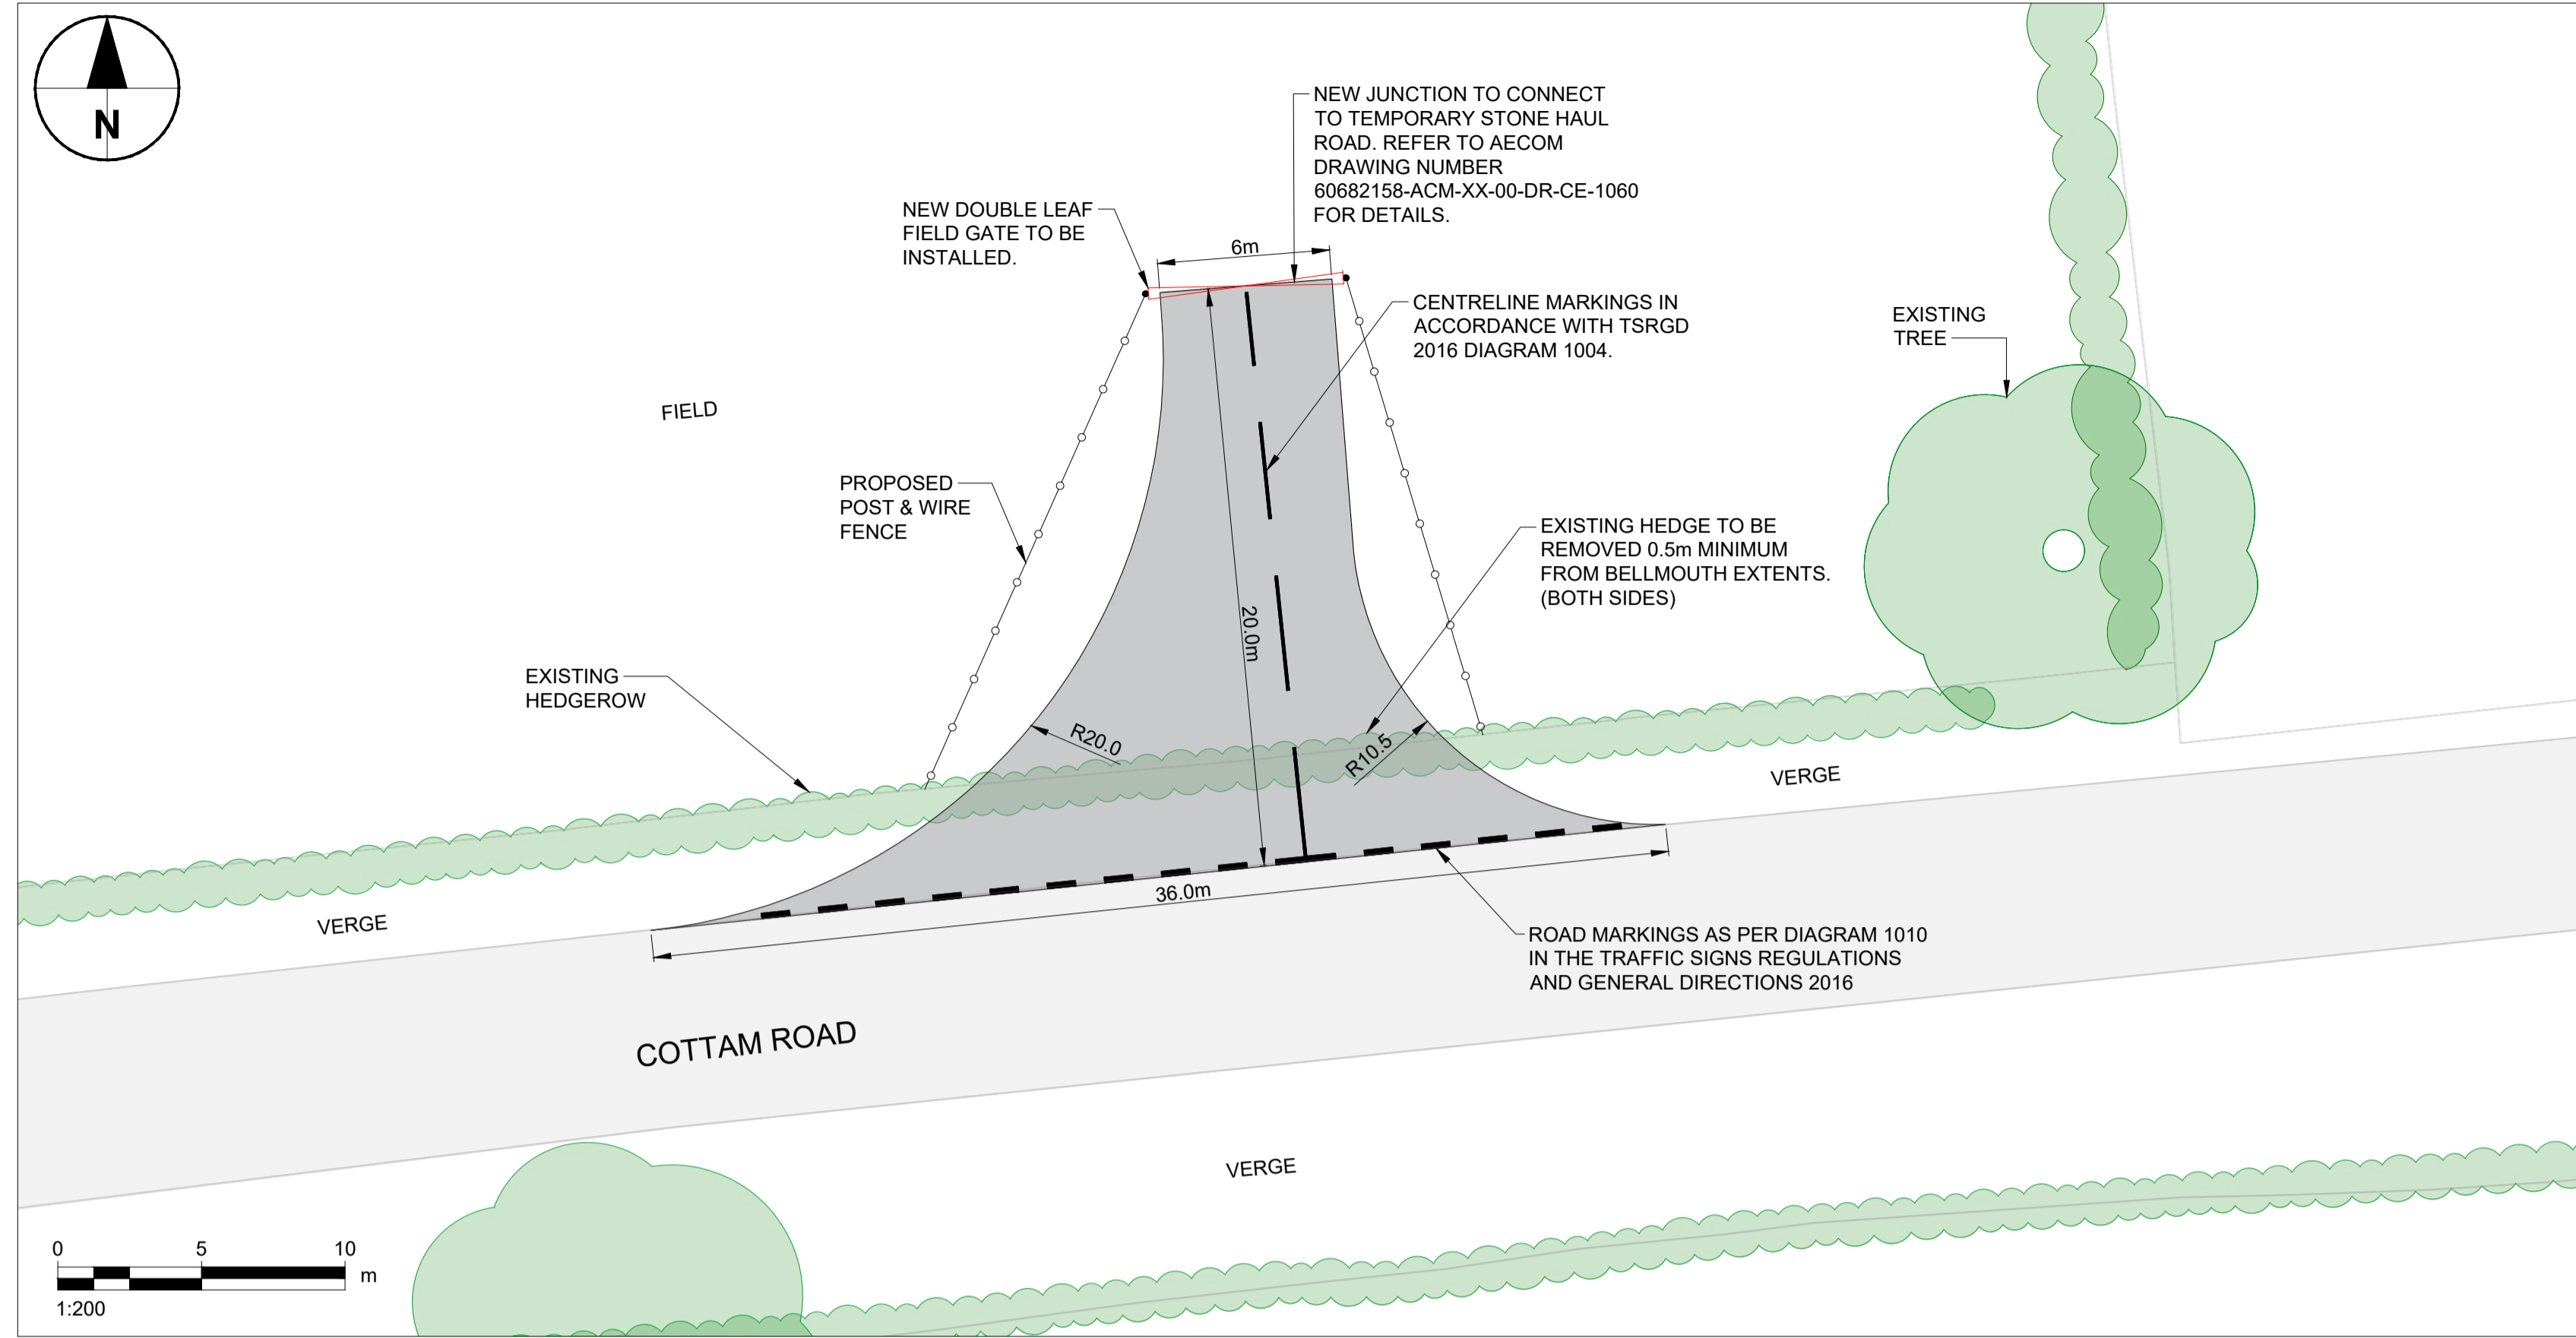 N
NEW JUNCTION TO CONNECT
TO TEMPORARY STONE HAUL
ROAD. REFER TO AECOM
DRAWING NUMBER
60682158-ACM-XX-00-DR-CE-1060
FOR DETAILS.
NEW DOUBLE LEAF
FIELD GATE TO BE
INSTALLED.
6m
CENTRELINE MARKINGS IN
ACCORDANCE WITH TSRGD
2016 DIAGRAM 1004.
EXISTING
TREE
FIELD
PROPOSED
POST & WIRE
FENCE
EXISTING HEDGE TO BE
REMOVED 0.5m MINIMUM
FROM BELLMOUTH EXTENTS.
(BOTH SIDES)
20.0m
EXISTING
HEDGEROW
R20.0
R10.5
VERGE
36.0m
VERGE
ROAD MARKINGS AS PER DIAGRAM 1010
IN THE TRAFFIC SIGNS REGULATIONS
AND GENERAL DIRECTIONS 2016
COTTAM ROAD
VERGE
0 5 10
m
1:200